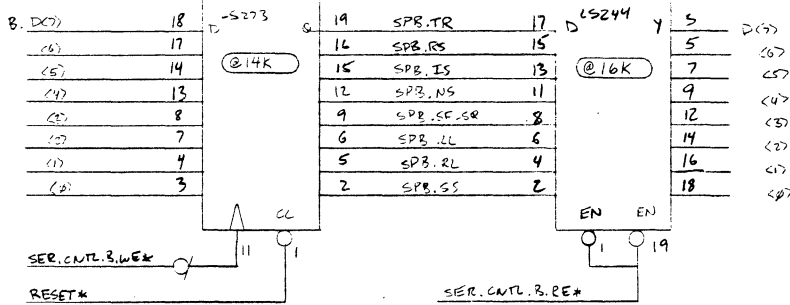 LS273 LS244
B. D<7> 18 D Q 19 SPB.TR 17 D Y 3 D<7>
<6> 17 16 SPB.RS 15 5 <6>
<5> 14 @14K 15 SPB.IS 13 @16K 7 <5>
<4> 13 12 SPB.NS 11 9 <4>
8 9 SPB.SF-SQ 8 12 <3>
7 6 SPB.LL 6 14 <2>
<1> 4 5 SPB.RL 4 16 <1>
<0> 3 2 SPB.SS 2 18 <0>
CL EN EN
11 1 1 19
SER.CNTL.B.WE*
RESET* SER.CNTL.B.RE*